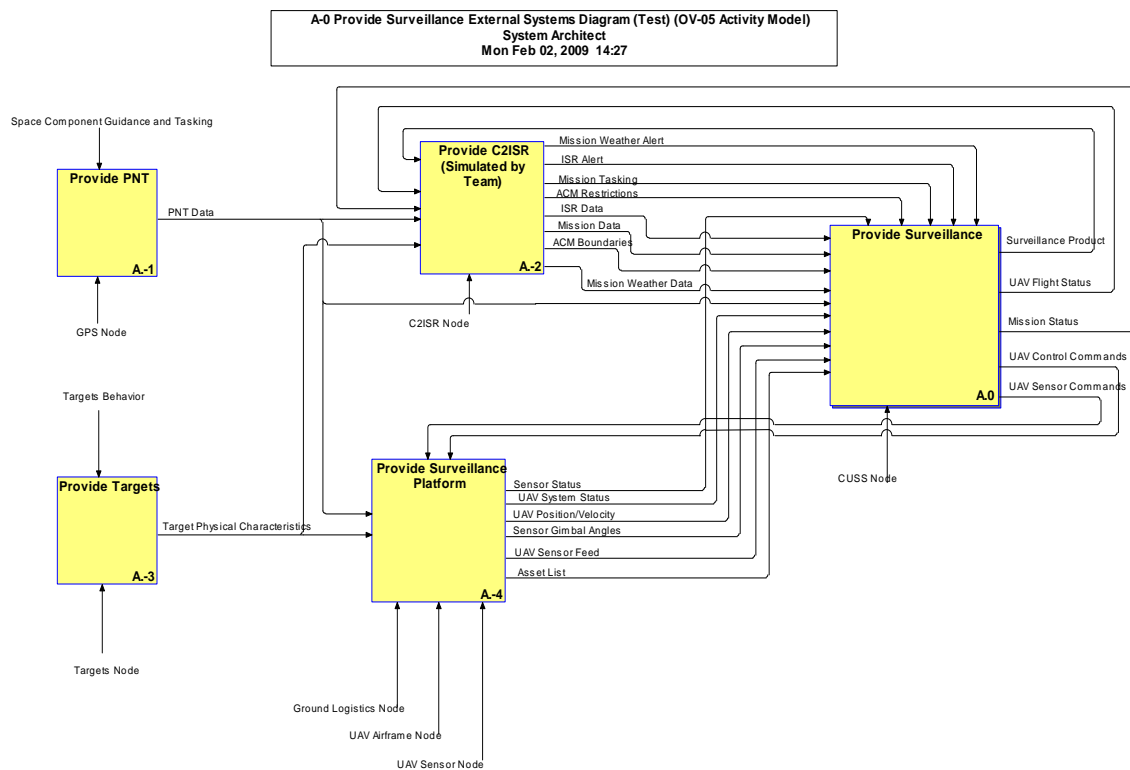 A-0 Provide Surveillance External Systems Diagram (Test) (OV-05 Activity Model)
System Architect
Mon Feb 02, 2009  14:27
Space Component Guidance and Tasking
Provide PNT
A.-1
PNT Data
GPS Node
Provide C2ISR
(Simulated by
Team)
A.-2
C2ISR Node
Mission Weather Alert
ISR Alert
Mission Tasking
ACM Restrictions
ISR Data
Mission Data
ACM Boundaries
Mission Weather Data
Provide Surveillance
A.0
Surveillance Product
UAV Flight Status
Mission Status
UAV Control Commands
UAV Sensor Commands
CUSS Node
Targets Behavior
Provide Targets
A.-3
Target Physical Characteristics
Targets Node
Provide Surveillance
Platform
A.-4
Sensor Status
UAV System Status
UAV Position/Velocity
Sensor Gimbal Angles
UAV Sensor Feed
Asset List
Ground Logistics Node
UAV Airframe Node
UAV Sensor Node